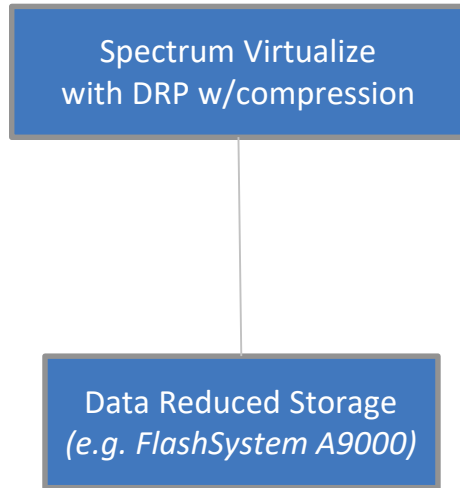 Spectrum Virtualize
with DRP w/compression
Data Reduced Storage
(e.g. FlashSystem A9000)